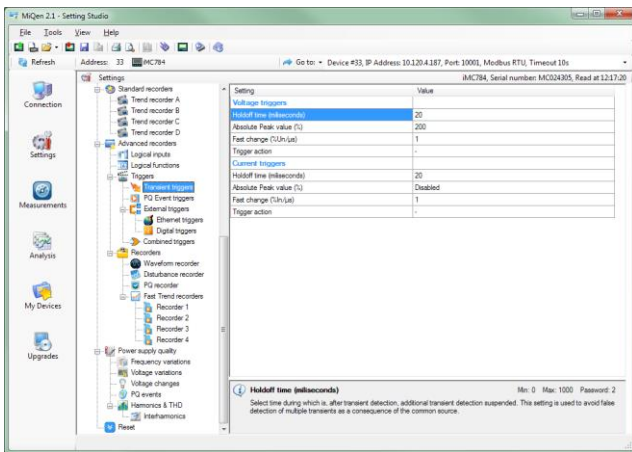 MiQen 2.1 - Setting Studio
File Tools View Help
Refresh Address: 33 iMC784 Go to: Device #33, IP Address: 10.120.4.187, Port: 10001, Modbus RTU, Timeout 10s
Connection
Settings
Measurements
Analysis
My Devices
Upgrades
Settings
Standard recorders
Trend recorder A
Trend recorder B
Trend recorder C
Trend recorder D
Advanced recorders
Logical inputs
Logical functions
Triggers
Transient triggers
PQ Event triggers
External triggers
Ethernet triggers
Digital triggers
Combined triggers
Recorders
Waveform recorder
Disturbance recorder
PQ recorder
Fast Trend recorders
Recorder 1
Recorder 2
Recorder 3
Recorder 4
Power supply quality
Frequency variations
Voltage variations
Voltage changes
PQ events
Harmonics & THD
Interharmonics
Reset
iMC784, Serial number: MC024305, Read at 12:17:20
Setting Value
Voltage triggers
Holdoff time (miliseconds) 20
Absolute Peak value (%) 200
Fast change (%Un/µs) 1
Trigger action -
Current triggers
Holdoff time (miliseconds) 20
Absolute Peak value (%) Disabled
Fast change (%In/µs) 1
Trigger action -
Holdoff time (miliseconds) Min: 0 Max: 1000 Password: 2
Select time during which is, after transient detection, additional transient detection suspended. This setting is used to avoid false
detection of multiple transients as a consequence of the common source.